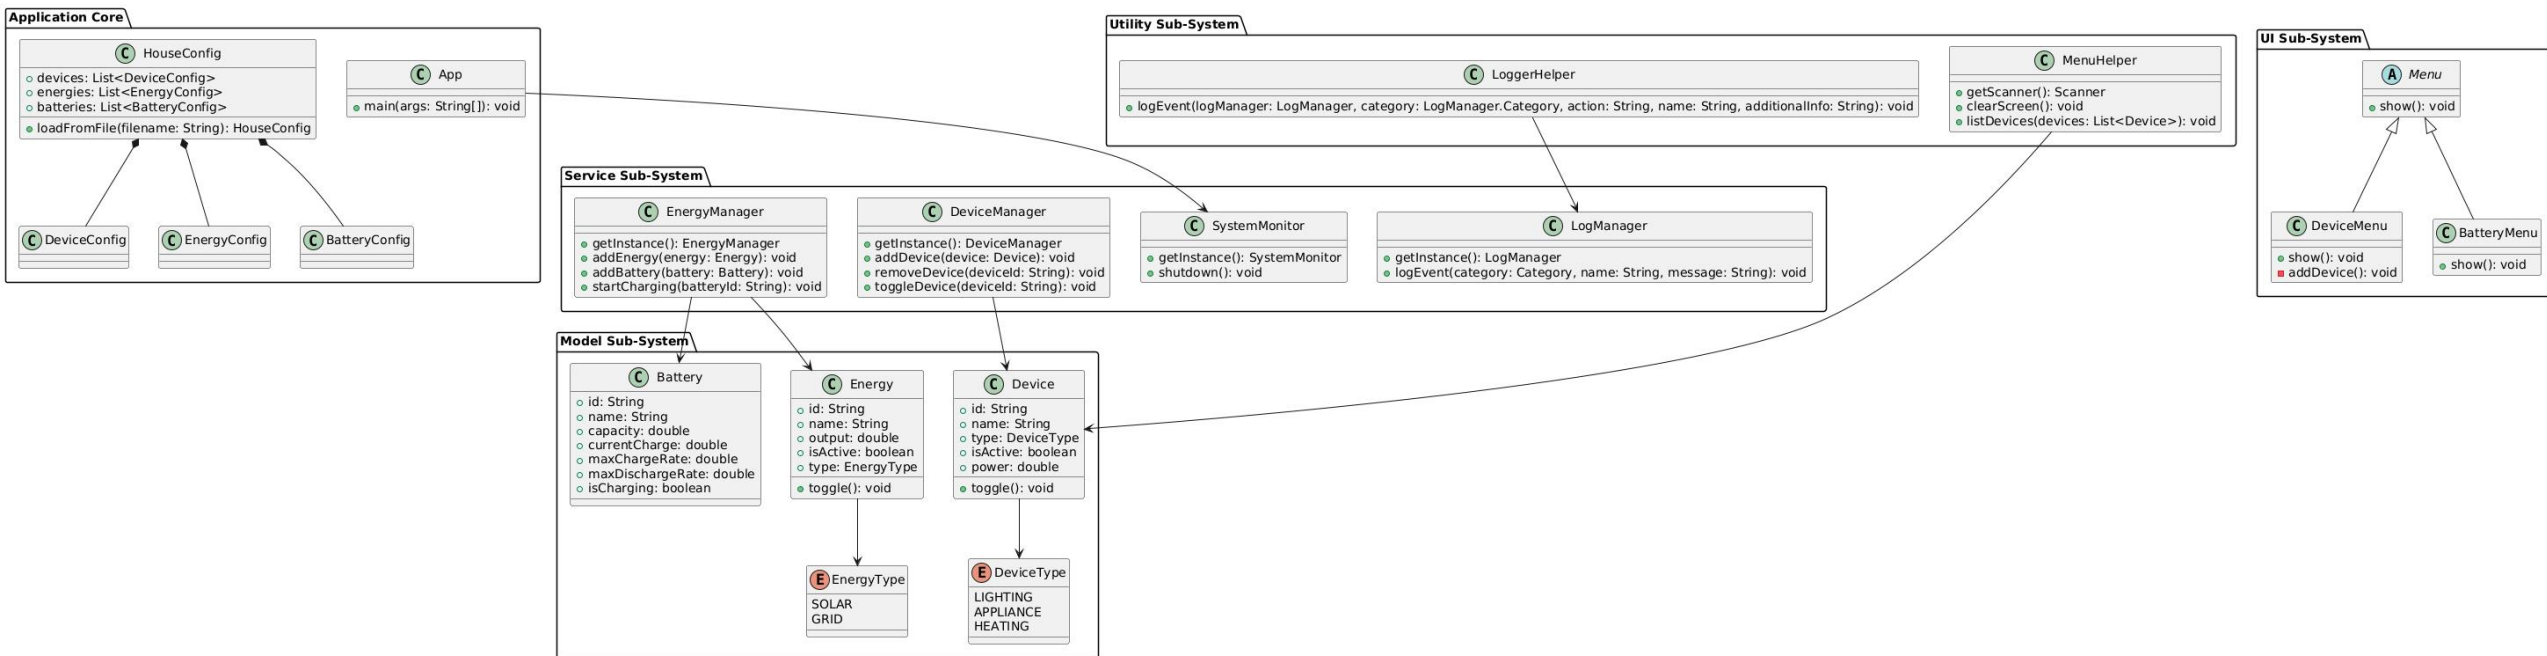 Application Core
C HouseConfig
devices: List<DeviceConfig>
energies: List<EnergyConfig>
batteries: List<BatteryConfig>
loadFromFile(filename: String): HouseConfig
C App
main(args: String[]): void
C DeviceConfig
C EnergyConfig
C BatteryConfig
Utility Sub-System
C LoggerHelper
logEvent(logManager: LogManager, category: LogManager.Category, action: String, name: String, additionalInfo: String): void
C MenuHelper
getScanner(): Scanner
clearScreen(): void
listDevices(devices: List<Device>): void
UI Sub-System
A Menu
show(): void
C DeviceMenu
show(): void
addDevice(): void
C BatteryMenu
show(): void
Service Sub-System
C EnergyManager
getInstance(): EnergyManager
addEnergy(energy: Energy): void
addBattery(battery: Battery): void
startCharging(batteryId: String): void
C DeviceManager
getInstance(): DeviceManager
addDevice(device: Device): void
removeDevice(deviceId: String): void
toggleDevice(deviceId: String): void
C SystemMonitor
getInstance(): SystemMonitor
shutdown(): void
C LogManager
getInstance(): LogManager
logEvent(category: Category, name: String, message: String): void
Model Sub-System
C Battery
id: String
name: String
capacity: double
currentCharge: double
maxChargeRate: double
maxDischargeRate: double
isCharging: boolean
C Energy
id: String
name: String
output: double
isActive: boolean
type: EnergyType
toggle(): void
C Device
id: String
name: String
type: DeviceType
isActive: boolean
power: double
toggle(): void
E EnergyType
SOLAR
GRID
E DeviceType
LIGHTING
APPLIANCE
HEATING